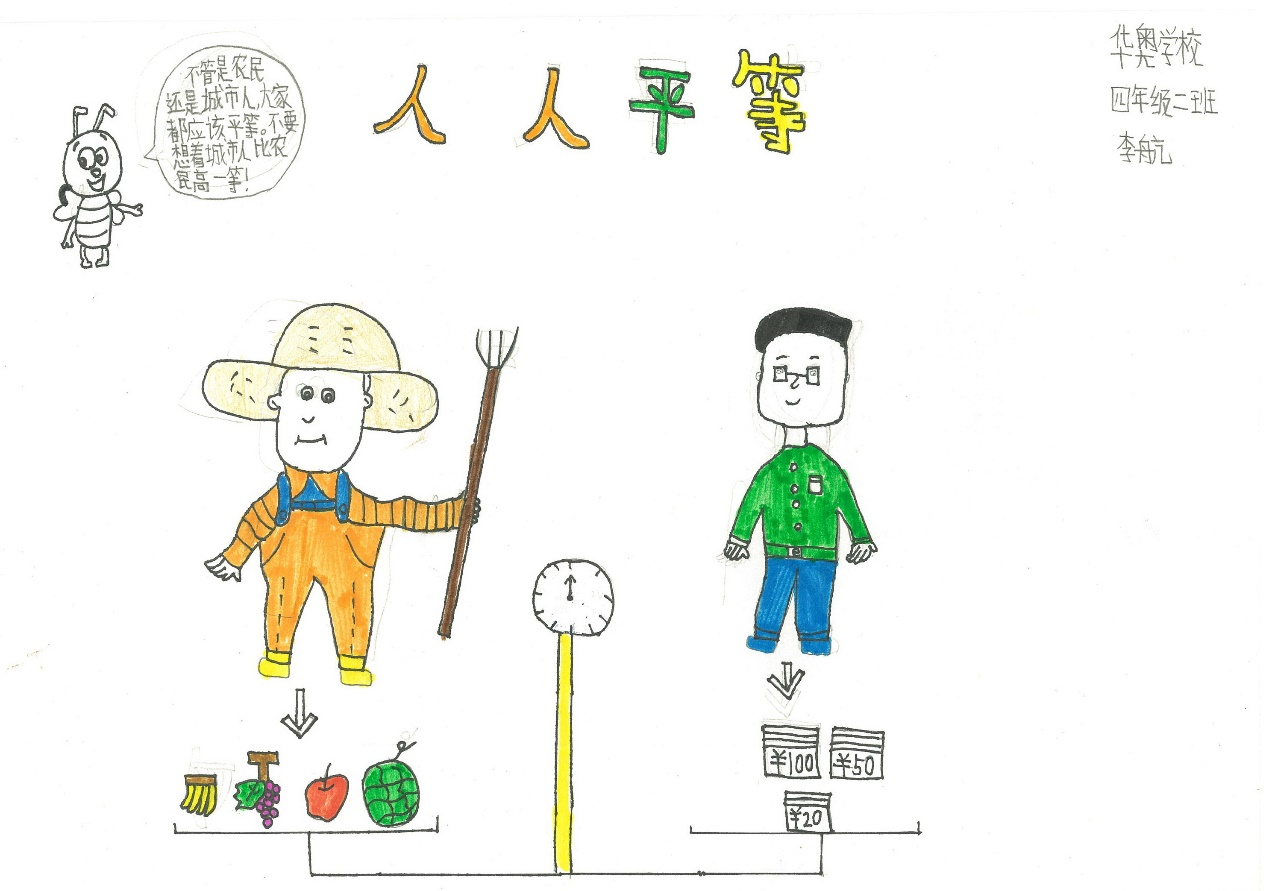 人人平等
华奥学校
四年级二班
李航
不管是农民
还是城市人,大家
都应该平等。不要
想着城市人比农
民高一等!
¥100
¥50
¥20